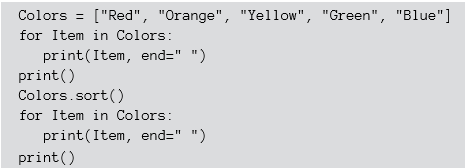 Colors = ["Red", "Orange", "Yellow", "Green", "Blue"]
for Item in Colors:
   print(Item, end=" ")
print()
Colors.sort()
for Item in Colors:
   print(Item, end=" ")
print()